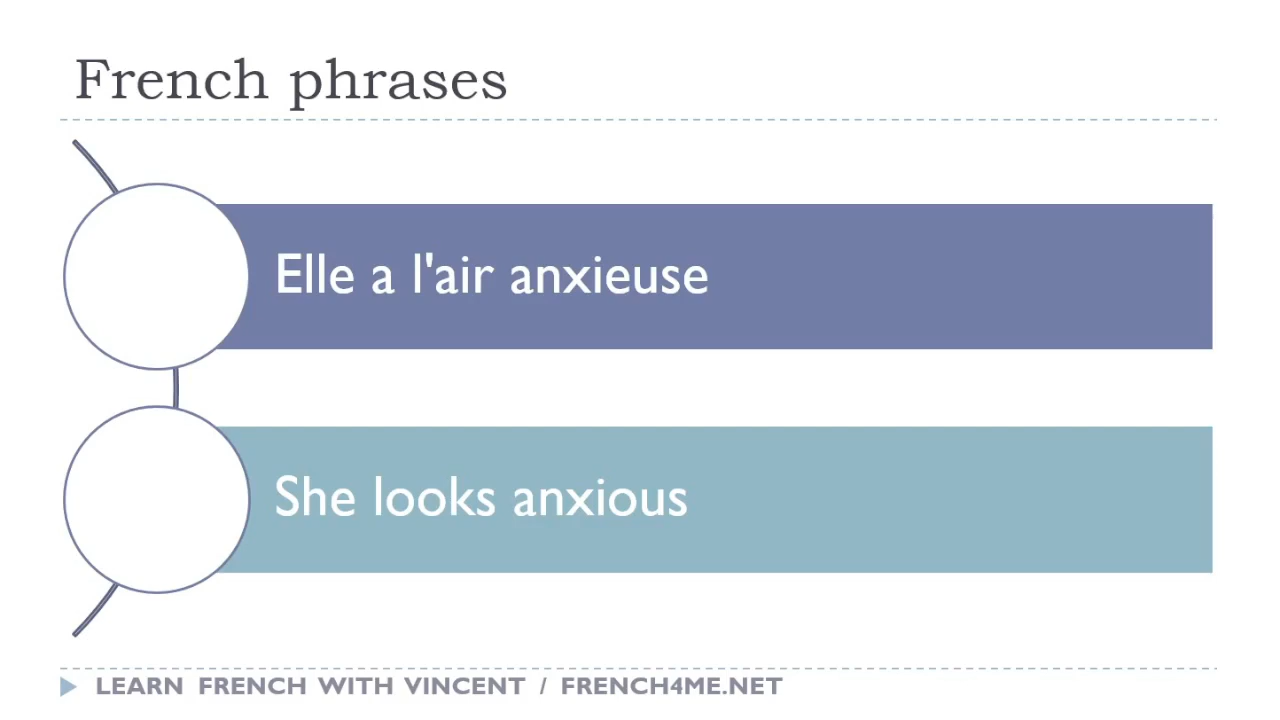 French phrases
Elle a l'air anxieuse
She looks anxious
LEARN FRENCH WITH VINCENT / FRENCH4ME.NET